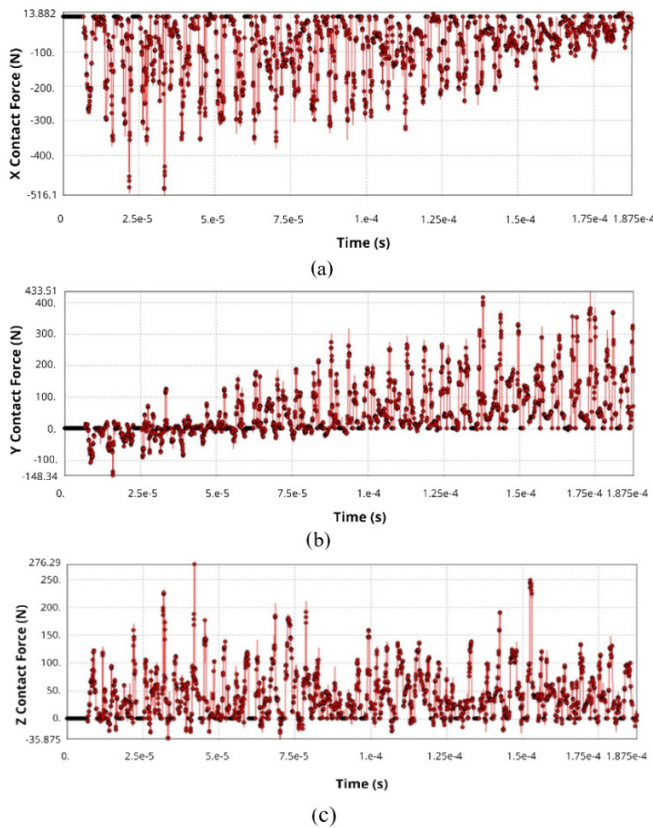 13.882
-100.
-200.
-300.
-400.
-516.1
X Contact Force (N)
0 2.5e-5 5.e-5 7.5e-5 1.e-4 1.25e-4 1.5e-4 1.75e-4 1.875e-4
Time (s)
(a)
433.51
400.
300.
200.
100.
0.
-100.
-148.34
Y Contact Force (N)
0. 2.5e-5 5.e-5 7.5e-5 1.e-4 1.25e-4 1.5e-4 1.75e-4 1.875e-4
Time (s)
(b)
276.29
250.
200.
150.
100.
50.
0.
-35.875
Z Contact Force (N)
0. 2.5e-5 5.e-5 7.5e-5 1.e-4 1.25e-4 1.5e-4 1.75e-4 1.875e-4
Time (s)
(c)